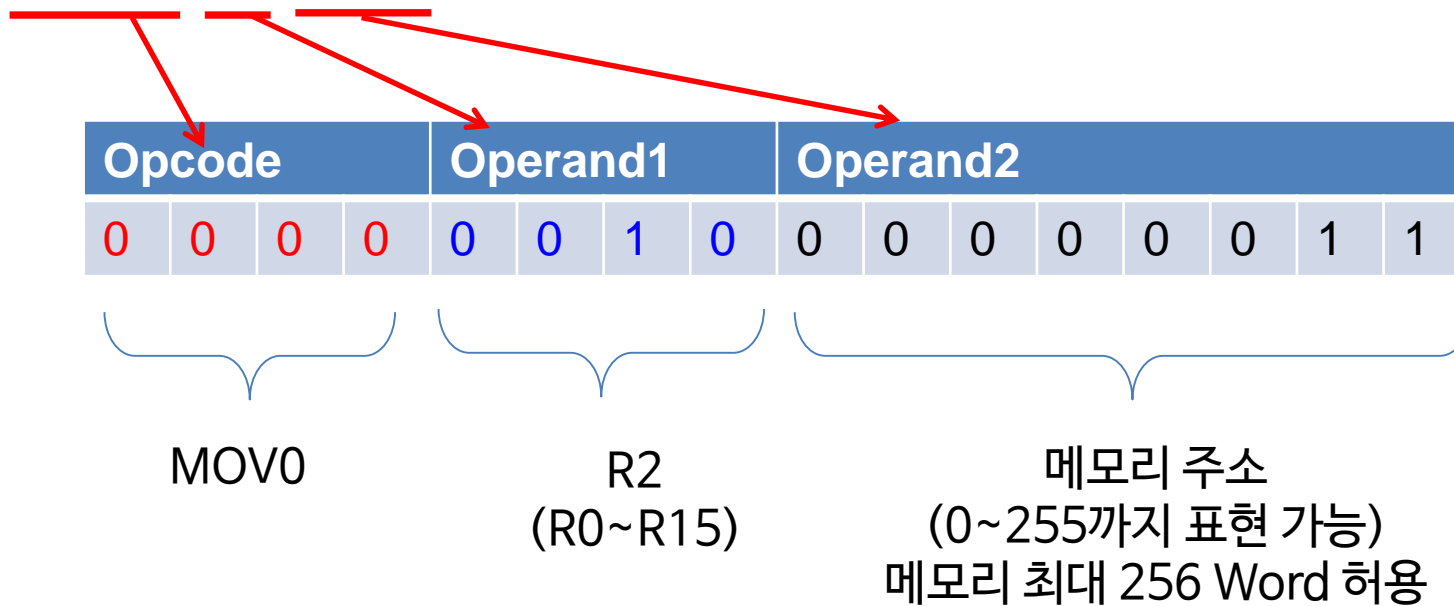 Opcode Operand1 Operand2
0 0 0 0 0 0 1 0 0 0 0 0 0 0 1 1
MOV0 R2 메모리 주소
(R0~R15) (0~255까지 표현 가능)
메모리 최대 256 Word 허용